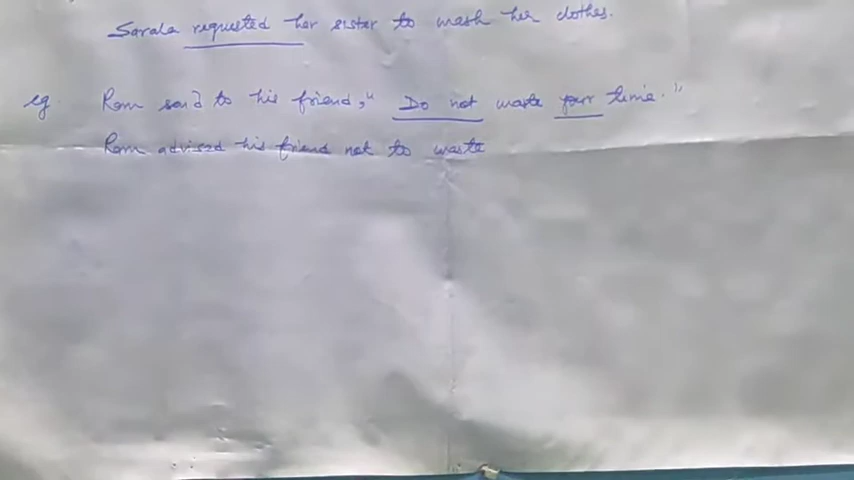 Sarala requested her sister to wash her clothes.
eg. Ram said to his friend, "Do not waste your time."
Ram advised his friend not to waste